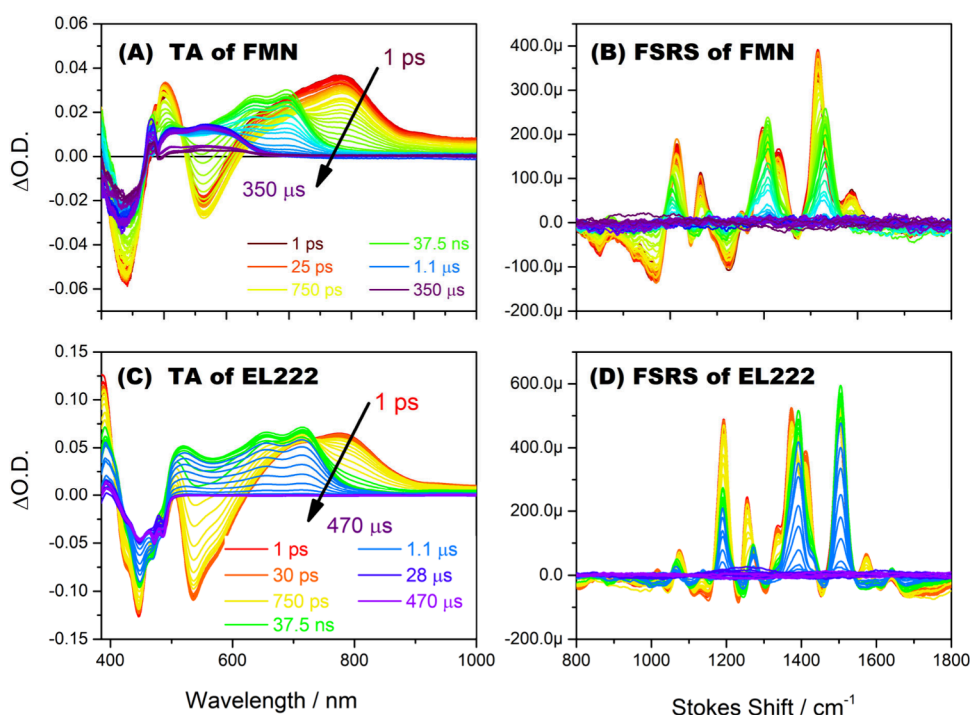 (A) TA of FMN
1 ps
350 μs
1 ps
25 ps
750 ps
37.5 ns
1.1 μs
350 μs
0.06
0.04
0.02
0.00
-0.02
-0.04
-0.06
ΔO.D.
(B) FSRS of FMN
400.0μ
300.0μ
200.0μ
100.0μ
0.0
-100.0μ
-200.0μ
(C) TA of EL222
1 ps
470 μs
1 ps
30 ps
750 ps
37.5 ns
1.1 μs
28 μs
470 μs
0.15
0.10
0.05
0.00
-0.05
-0.10
-0.15
ΔO.D.
400 600 800 1000
Wavelength / nm
(D) FSRS of EL222
600.0μ
400.0μ
200.0μ
0.0
-200.0μ
800 1000 1200 1400 1600 1800
Stokes Shift / cm⁻¹